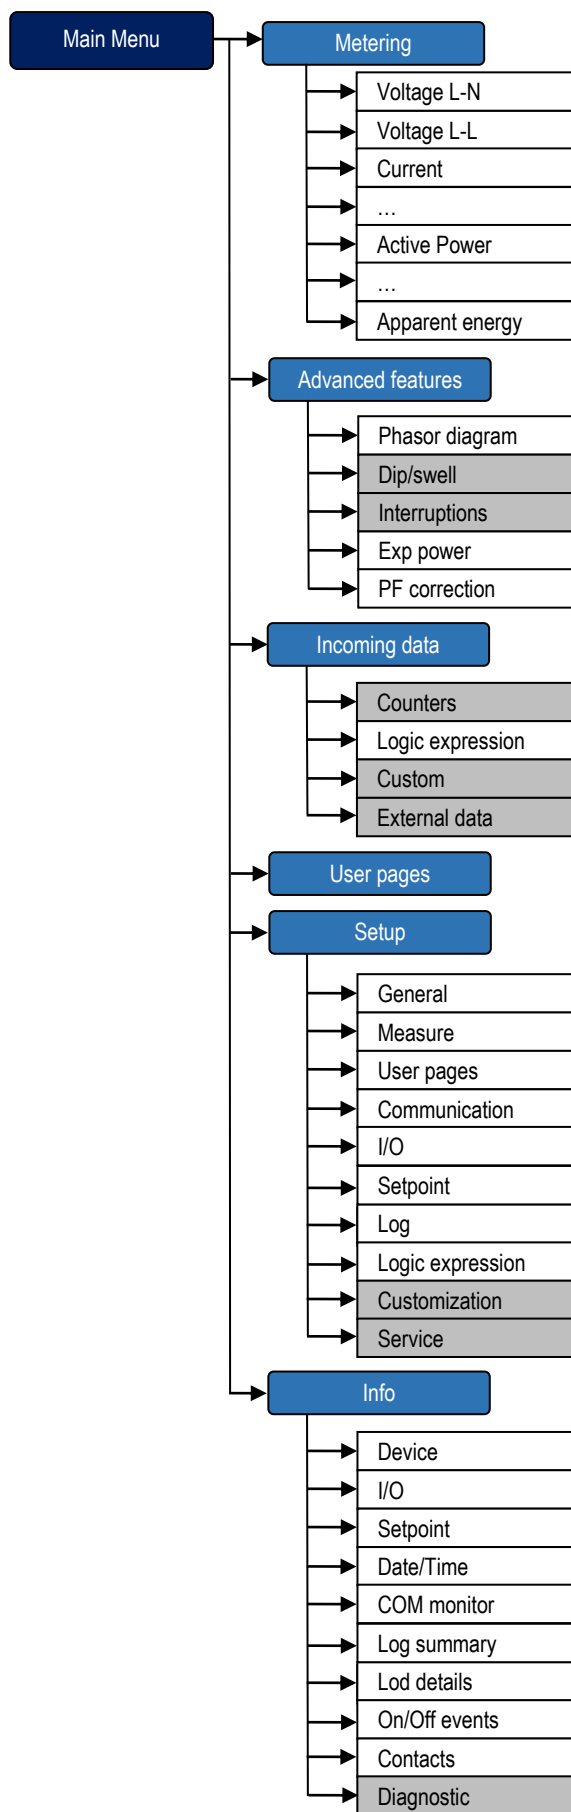 Main Menu
Metering
Voltage L-N
Voltage L-L
Current
...
Active Power
...
Apparent energy
Advanced features
Phasor diagram
Dip/swell
Interruptions
Exp power
PF correction
Incoming data
Counters
Logic expression
Custom
External data
User pages
Setup
General
Measure
User pages
Communication
I/O
Setpoint
Log
Logic expression
Customization
Service
Info
Device
I/O
Setpoint
Date/Time
COM monitor
Log summary
Lod details
On/Off events
Contacts
Diagnostic